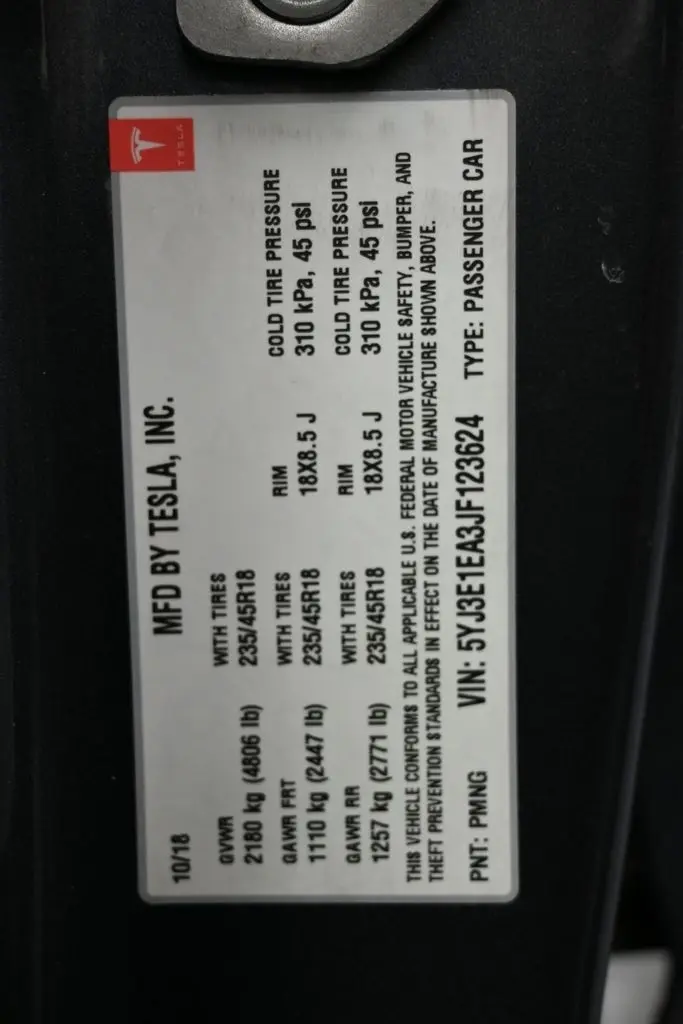 TESLA
10/18 MFD BY TESLA, INC.
GVWR WITH TIRES
2180 kg (4806 lb) 235/45R18
GAWR FRT WITH TIRES RIM COLD TIRE PRESSURE
1110 kg (2447 lb) 235/45R18 18X8.5 J 310 kPa, 45 psi
GAWR RR WITH TIRES RIM COLD TIRE PRESSURE
1257 kg (2771 lb) 235/45R18 18X8.5 J 310 kPa, 45 psi
THIS VEHICLE CONFORMS TO ALL APPLICABLE U.S. FEDERAL MOTOR VEHICLE SAFETY, BUMPER, AND
THEFT PREVENTION STANDARDS IN EFFECT ON THE DATE OF MANUFACTURE SHOWN ABOVE.
PNT: PMNG VIN: 5YJ3E1EA3JF123624 TYPE: PASSENGER CAR